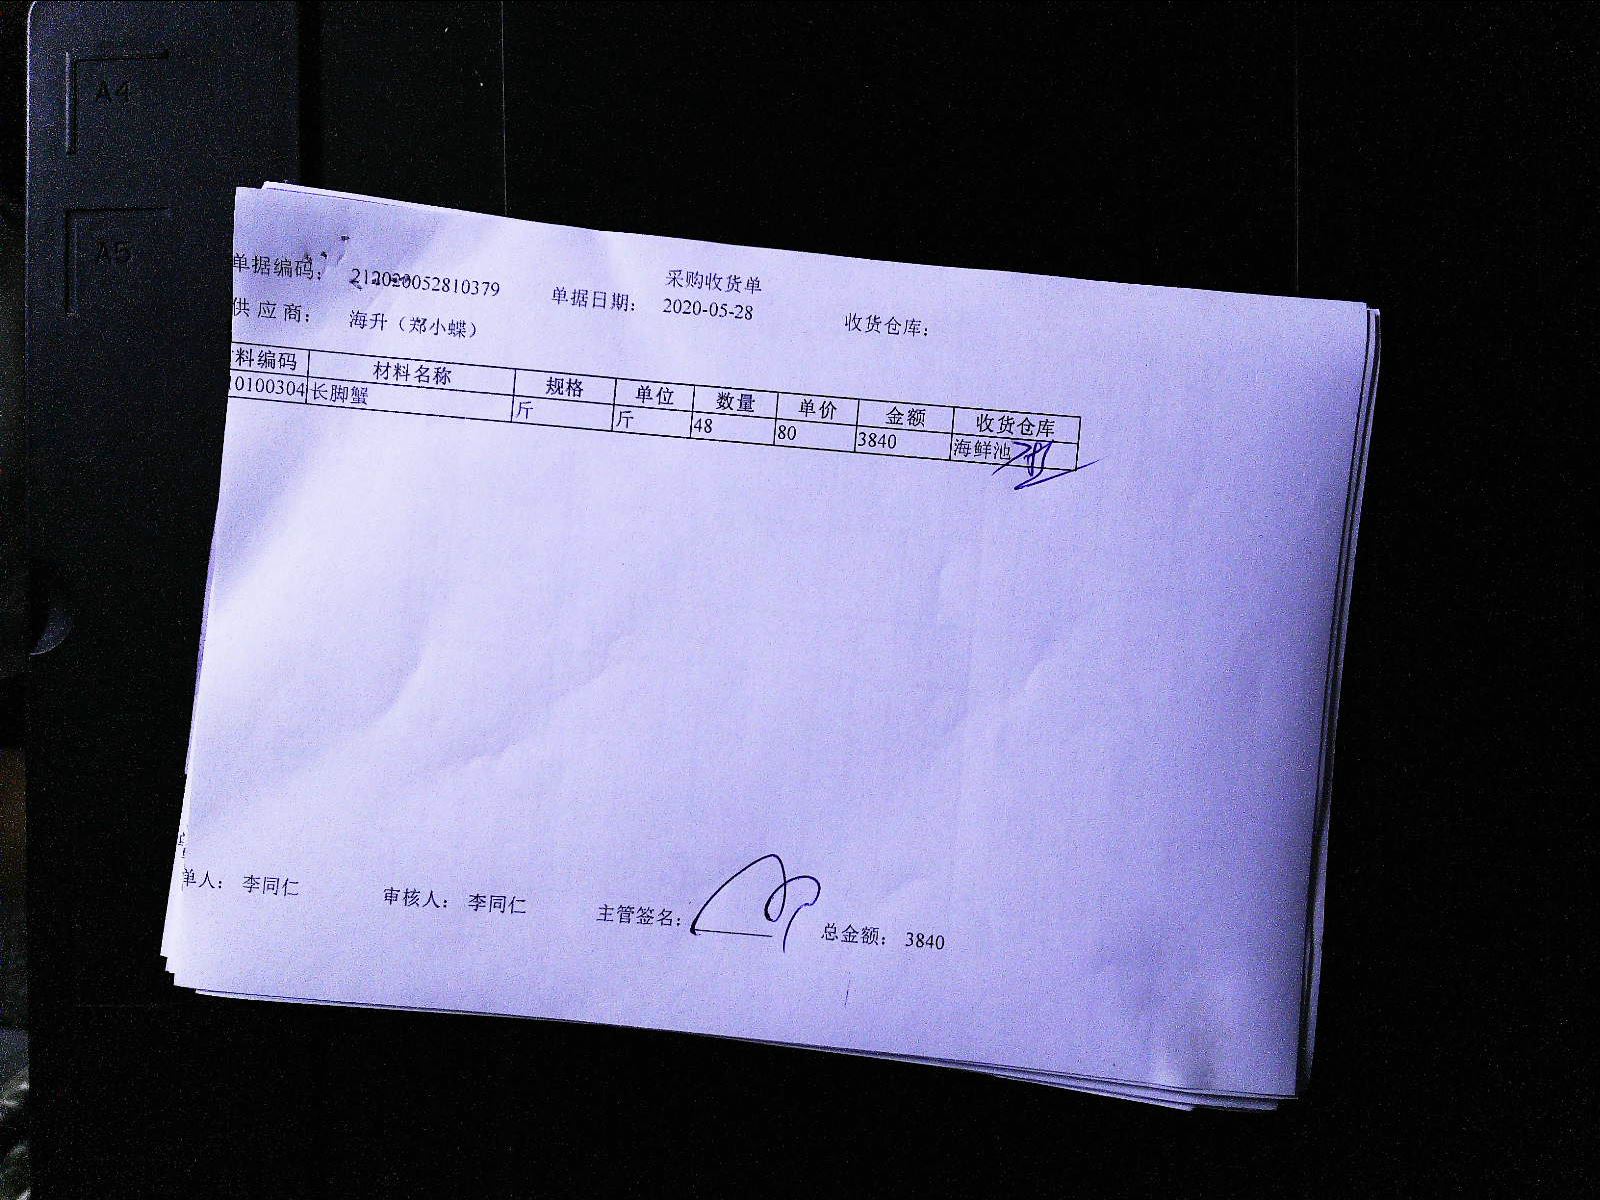 A4
A5
采购收货单
单据编码： 212020052810379 单据日期： 2020-05-28 收货仓库：
供应商： 海升（郑小蝶）
料编码 材料名称 规格 单位 数量 单价 金额 收货仓库
10100304 长脚蟹 斤 斤 48 80 3840 海鲜池
单人： 李同仁 审核人： 李同仁 主管签名： 总金额： 3840